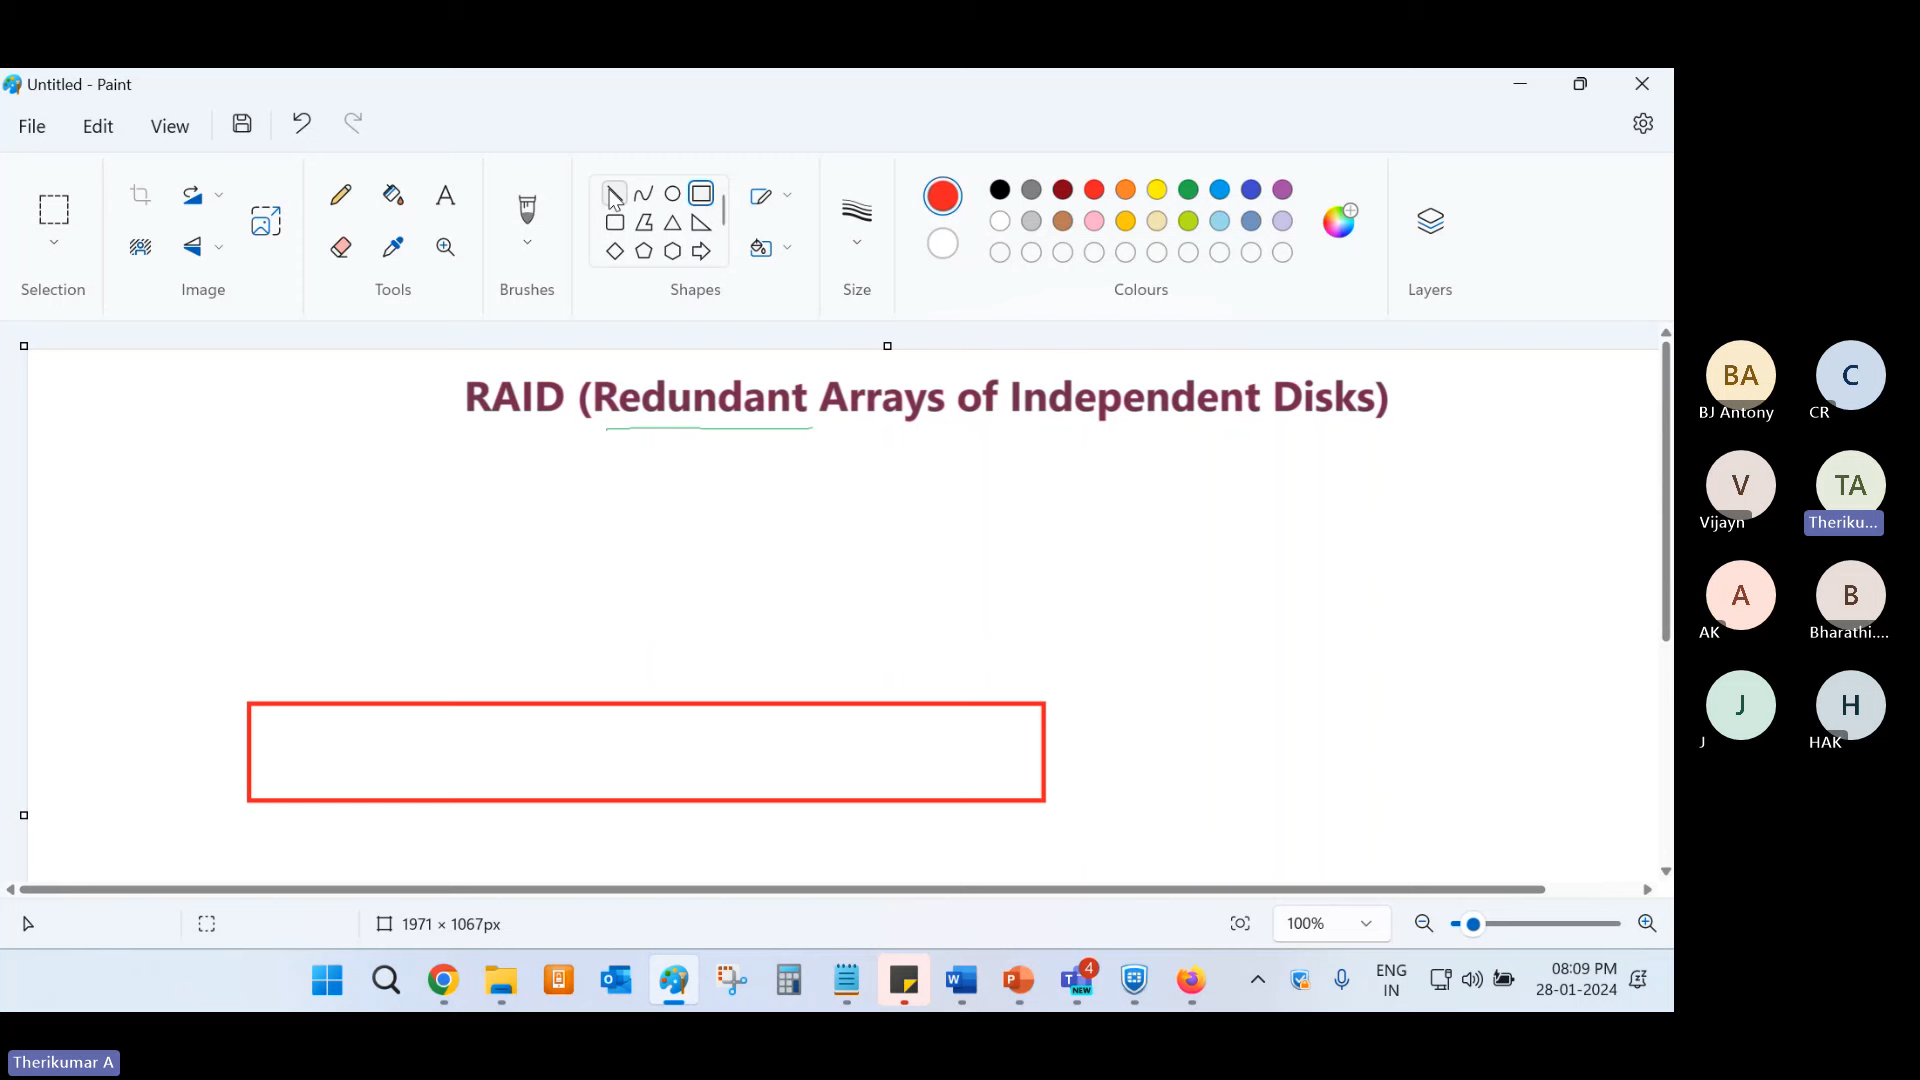 Untitled - Paint
File Edit View
Selection Image Tools Brushes Shapes Size Colours Layers
RAID (Redundant Arrays of Independent Disks)
BA C
BJ Antony CR
V TA
Vijayn Theriku...
A B
AK Bharathi....
J H
J HAK
1971 × 1067px 100%
4
NEW
ENG
IN
08:09 PM
28-01-2024
Therikumar A